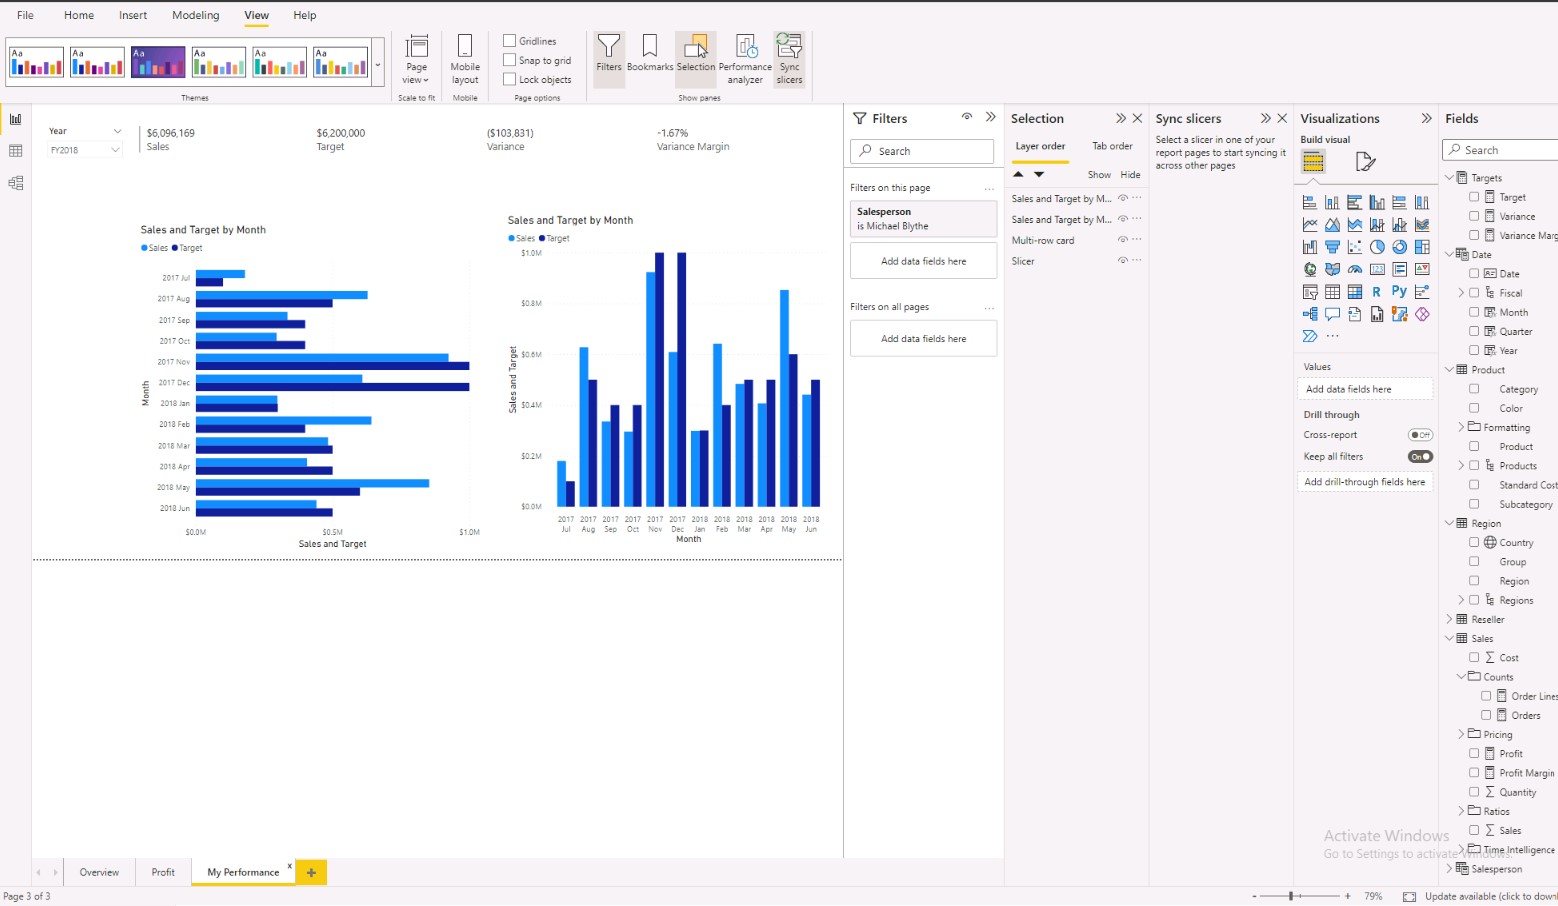 File Home Insert Modeling View Help
Aa Aa Aa Aa Aa Aa
Themes
Page view
Scale to fit
Mobile layout
Mobile
Gridlines
Snap to grid
Lock objects
Page options
Filters
Bookmarks
Selection
Performance analyzer
Sync slicers
Show panes
Year
FY2018
$6,096,169
Sales
$6,200,000
Target
($103,831)
Variance
-1.67%
Variance Margin
Sales and Target by Month
Sales Target
Month
2017 Jul
2017 Aug
2017 Sep
2017 Oct
2017 Nov
2017 Dec
2018 Jan
2018 Feb
2018 Mar
2018 Apr
2018 May
2018 Jun
$0.0M $0.5M $1.0M
Sales and Target
Sales and Target by Month
Sales Target
Sales and Target
$1.0M
$0.8M
$0.6M
$0.4M
$0.2M
$0.0M
2017 2017 2017 2017 2017 2017 2018 2018 2018 2018 2018 2018
Jul Aug Sep Oct Nov Dec Jan Feb Mar Apr May Jun
Month
Filters
Search
Filters on this page
Salesperson
is Michael Blythe
Add data fields here
Filters on all pages
Add data fields here
Selection
Layer order Tab order
Show Hide
Sales and Target by M...
Sales and Target by M...
Multi-row card
Slicer
Sync slicers
Select a slicer in one of your
report pages to start syncing it
across other pages
Visualizations
Build visual
123
R Py
Values
Add data fields here
Drill through
Cross-report Off
Keep all filters On
Add drill-through fields here
Fields
Search
Targets
Target
Variance
Variance Marg
Date
Date
Fiscal
Month
Quarter
Year
Product
Category
Color
Formatting
Product
Products
Standard Cost
Subcategory
Region
Country
Group
Region
Regions
Reseller
Sales
Cost
Counts
Order Lines
Orders
Pricing
Profit
Profit Margin
Quantity
Ratios
Sales
Time Intelligence
Salesperson
Activate Windows
Go to Settings to activate Windows.
Overview Profit My Performance x +
Page 3 of 3
- + 79% Update available (click to down